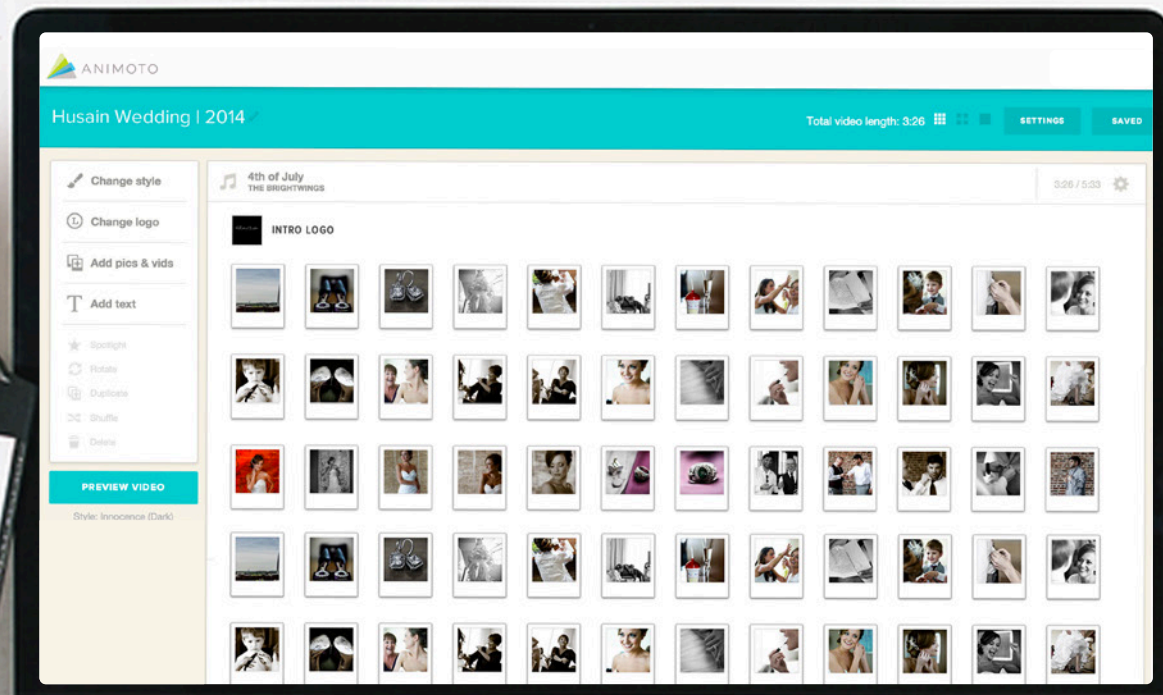 ANIMOTO
Husain Wedding | 2014
Total video length: 3:26
SETTINGS
SAVED
Change style
Change logo
Add pics & vids
Add text
Spotlight
Rotate
Duplicate
Shuffle
Delete
PREVIEW VIDEO
Style: Innocence (Dark)
4th of July
THE BRIGHTWINGS
3:26 / 5:33
INTRO LOGO